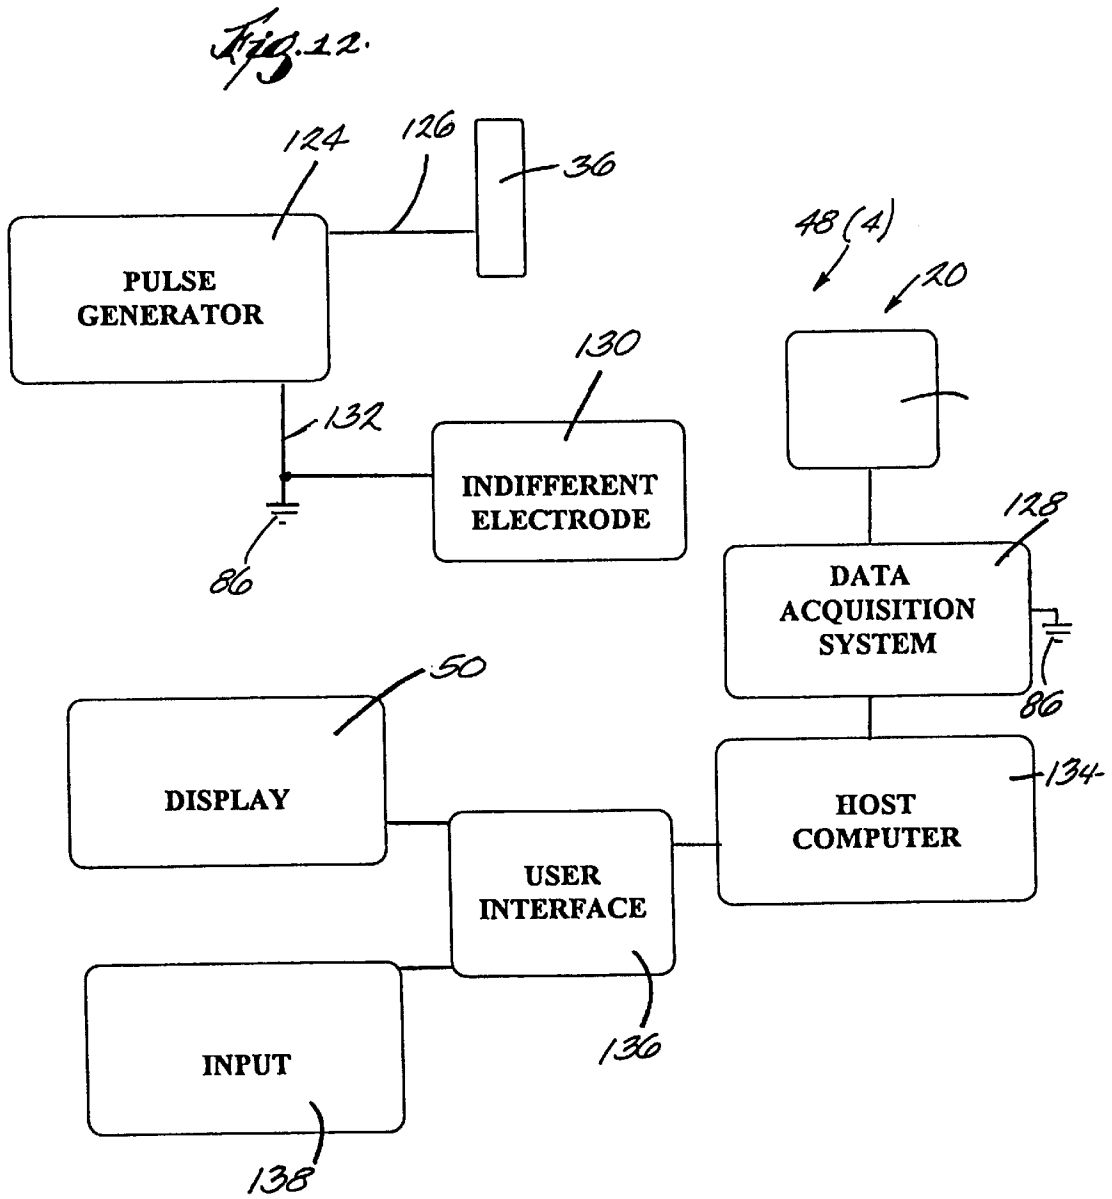 Fig. 12.
124
126
36
PULSE
GENERATOR
48(4)
20
130
132
INDIFFERENT
ELECTRODE
86
128
DATA
ACQUISITION
SYSTEM
86
50
DISPLAY
134
HOST
COMPUTER
USER
INTERFACE
136
INPUT
138